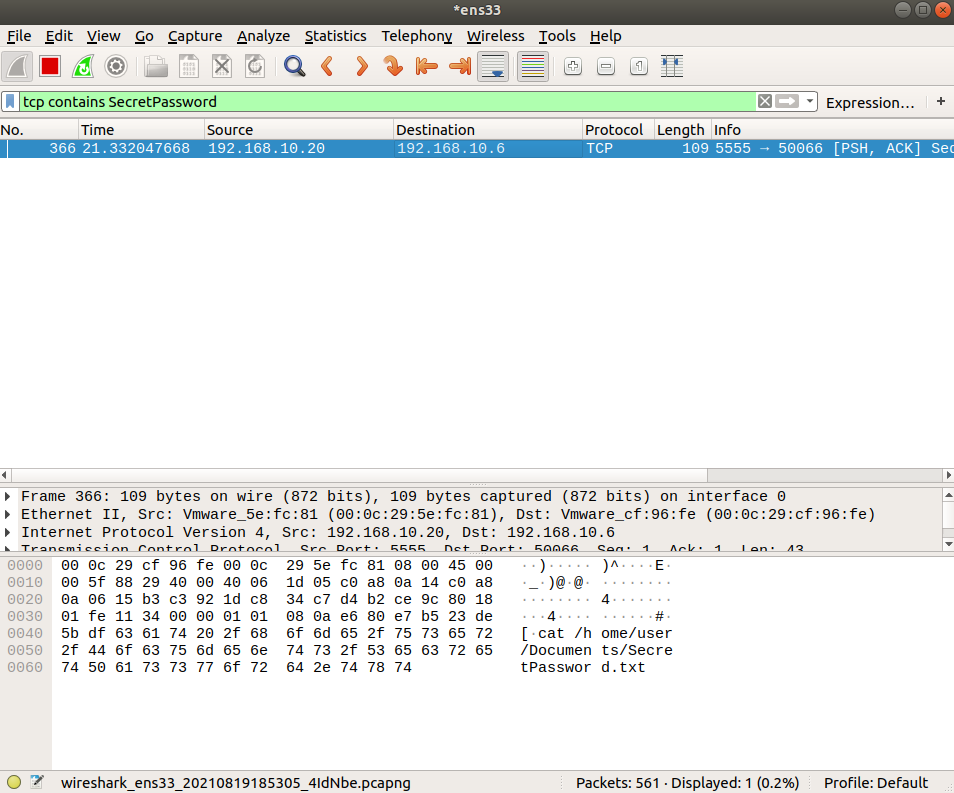 *ens33
File Edit View Go Capture Analyze Statistics Telephony Wireless Tools Help
tcp contains SecretPassword Expression… +
No. Time Source Destination Protocol Length Info
366 21.332047668 192.168.10.20 192.168.10.6 TCP 109 5555 → 50066 [PSH, ACK] Sec
Frame 366: 109 bytes on wire (872 bits), 109 bytes captured (872 bits) on interface 0
Ethernet II, Src: Vmware_5e:fc:81 (00:0c:29:5e:fc:81), Dst: Vmware_cf:96:fe (00:0c:29:cf:96:fe)
Internet Protocol Version 4, Src: 192.168.10.20, Dst: 192.168.10.6
Transmission Control Protocol, Src Port: 5555, Dst Port: 50066, Seq: 1, Ack: 1, Len: 43
0000 00 0c 29 cf 96 fe 00 0c 29 5e fc 81 08 00 45 00 ··)····· )^····E·
0010 00 5f 88 29 40 00 40 06 1d 05 c0 a8 0a 14 c0 a8 ·_·)@·@· ········
0020 0a 06 15 b3 c3 92 1d c8 34 c7 d4 b2 ce 9c 80 18 ········ 4·······
0030 01 fe 11 34 00 00 01 01 08 0a e6 80 e7 b5 23 de ···4···· ······#·
0040 5b df 63 61 74 20 2f 68 6f 6d 65 2f 75 73 65 72 [·cat /h ome/user
0050 2f 44 6f 63 75 6d 65 6e 74 73 2f 53 65 63 72 65 /Documen ts/Secre
0060 74 50 61 73 73 77 6f 72 64 2e 74 78 74 tPasswor d.txt
wireshark_ens33_20210819185305_4IdNbe.pcapng Packets: 561 · Displayed: 1 (0.2%) Profile: Default